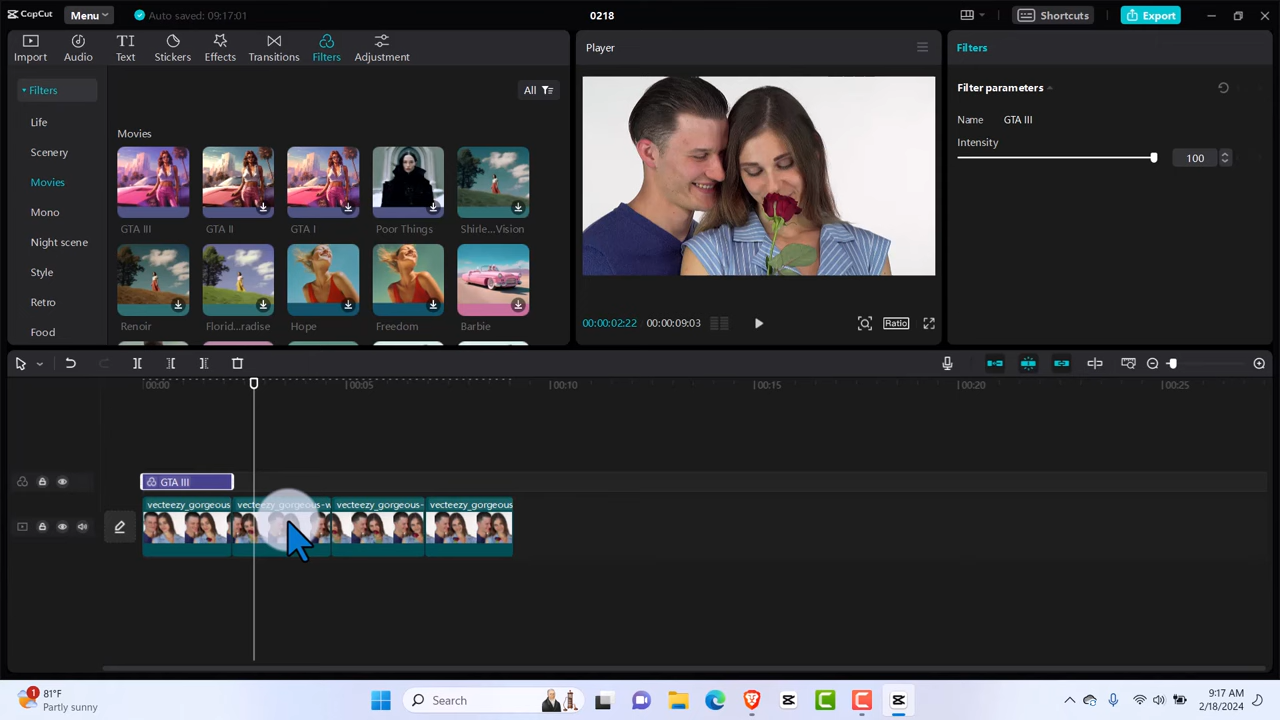 CapCut
Menu
Auto saved: 09:17:01
0218
Shortcuts
Export
Import
Audio
Text
Stickers
Effects
Transitions
Filters
Adjustment
Player
Filters
Filters
All
Filter parameters
Life
Name GTA III
Movies
Intensity
Scenery
100
Movies
Mono
GTA III
GTA II
GTA I
Poor Things
Shirle...Vision
Night scene
Style
Retro
Renoir
Florid...radise
Hope
Freedom
Barbie
00:00:02:22 00:00:09:03
Ratio
Food
00:00
00:05
00:10
00:15
00:20
00:25
GTA III
vecteezy_gorgeous
vecteezy_gorgeous-w
vecteezy_gorgeous-
vecteezy_gorgeous
1
81°F
Partly sunny
Search
9:17 AM
2/18/2024